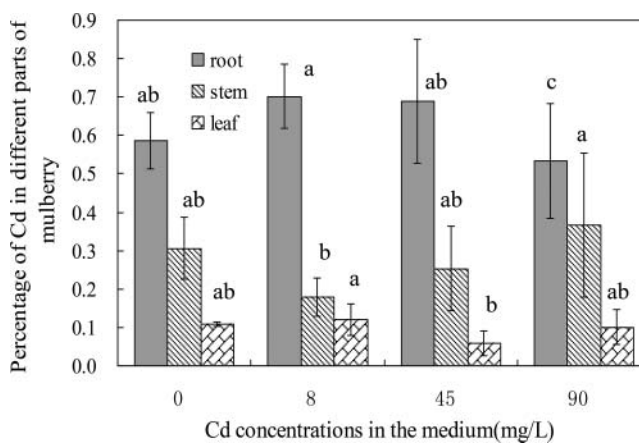 Percentage of Cd in different parts of
mulberry
0.9
0.8
0.7
0.6
0.5
0.4
0.3
0.2
0.1
0.0
root
stem
leaf
ab
ab
ab
a
b
a
ab
ab
b
c
a
ab
0 8 45 90
Cd concentrations in the medium(mg/L)